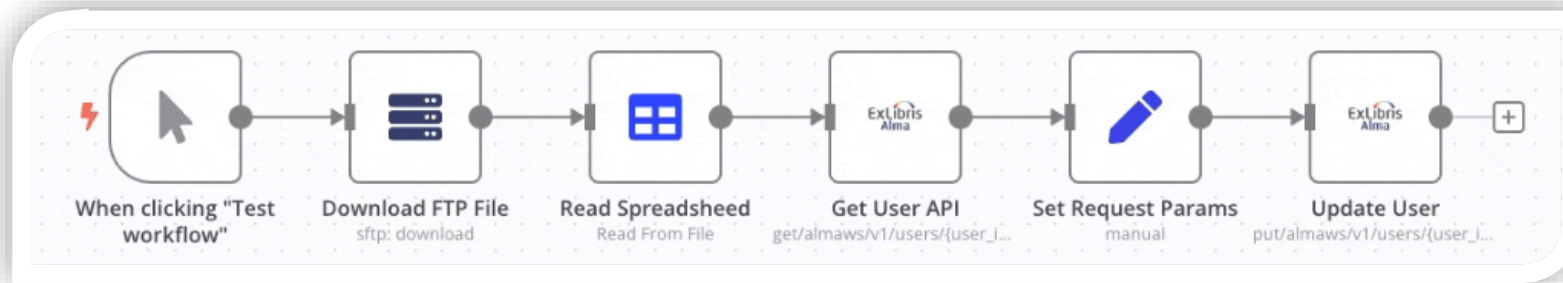 ExLibris
Alma
ExLibris
Alma
When clicking "Test
workflow"
Download FTP File
sftp: download
Read Spreadsheed
Read From File
Get User API
get/almaws/v1/users/{user_i...
Set Request Params
manual
Update User
put/almaws/v1/users/{user_i...